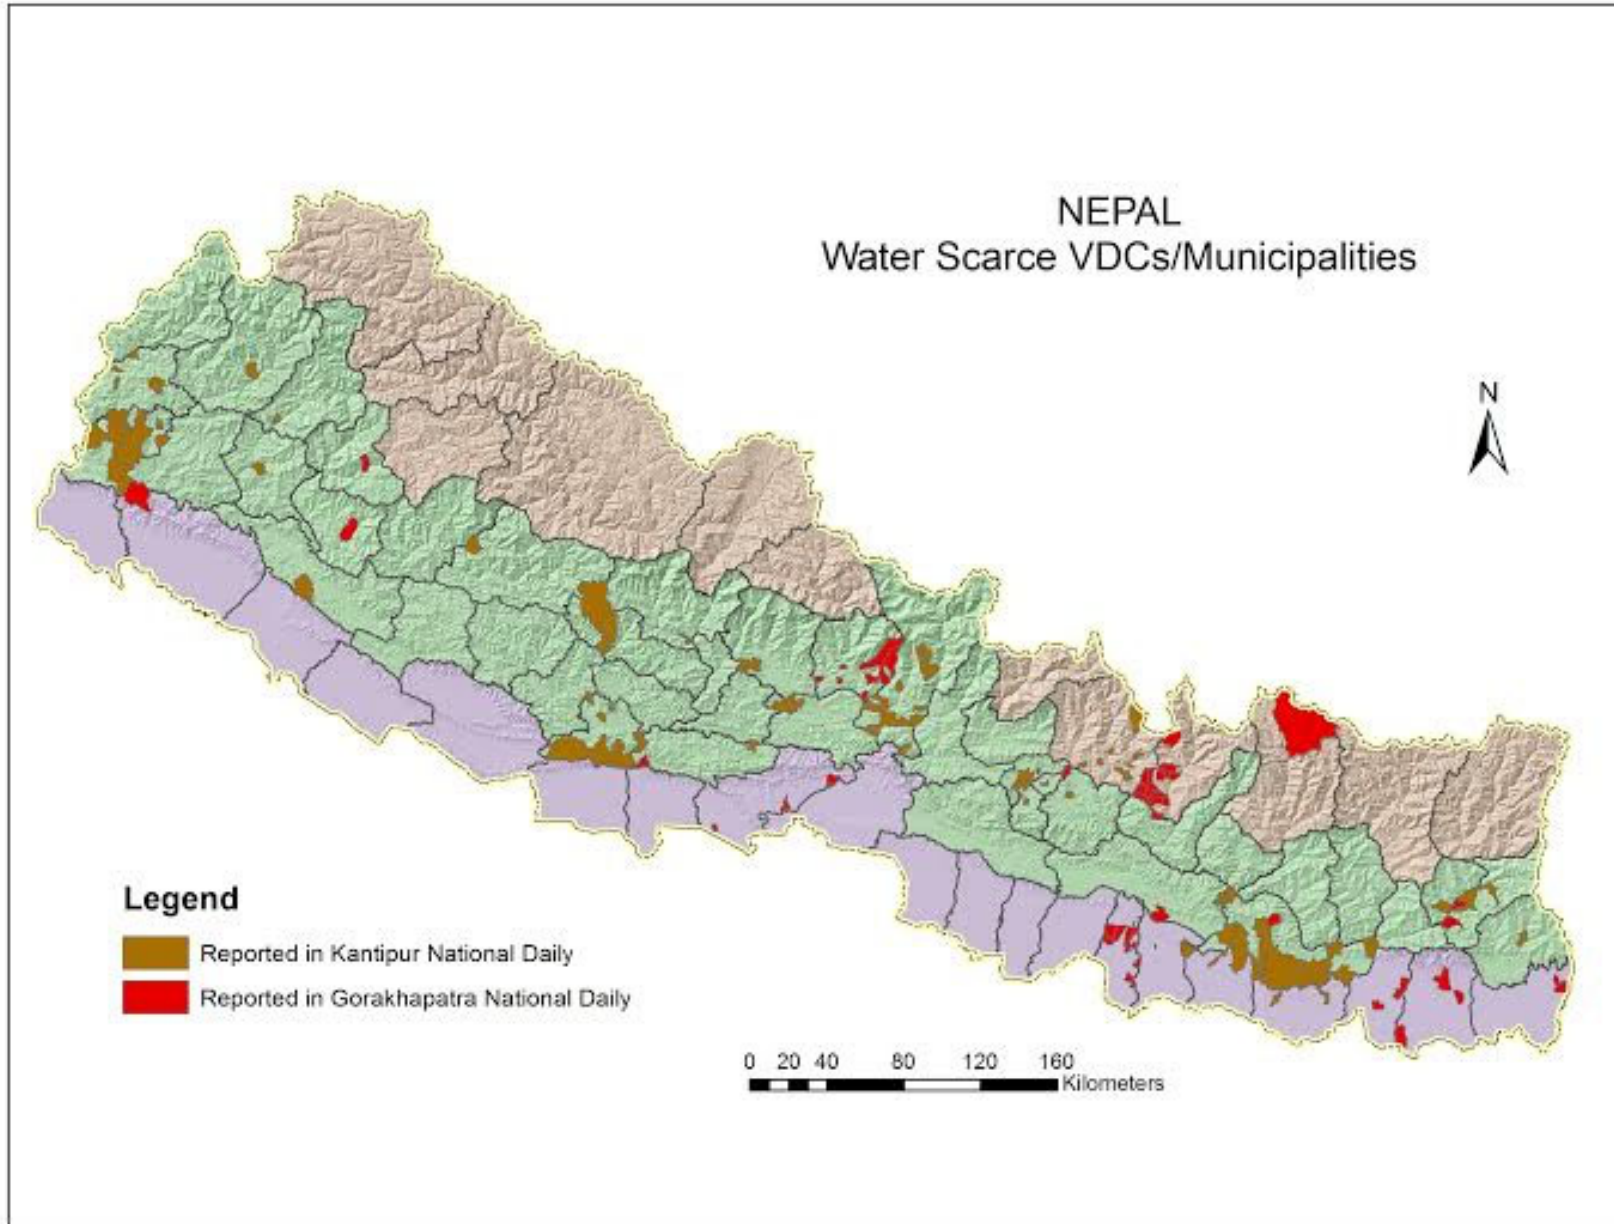 NEPAL
Water Scarce VDCs/Municipalities
N
Legend
Reported in Kantipur National Daily
Reported in Gorakhapatra National Daily
0 20 40 80 120 160
Kilometers